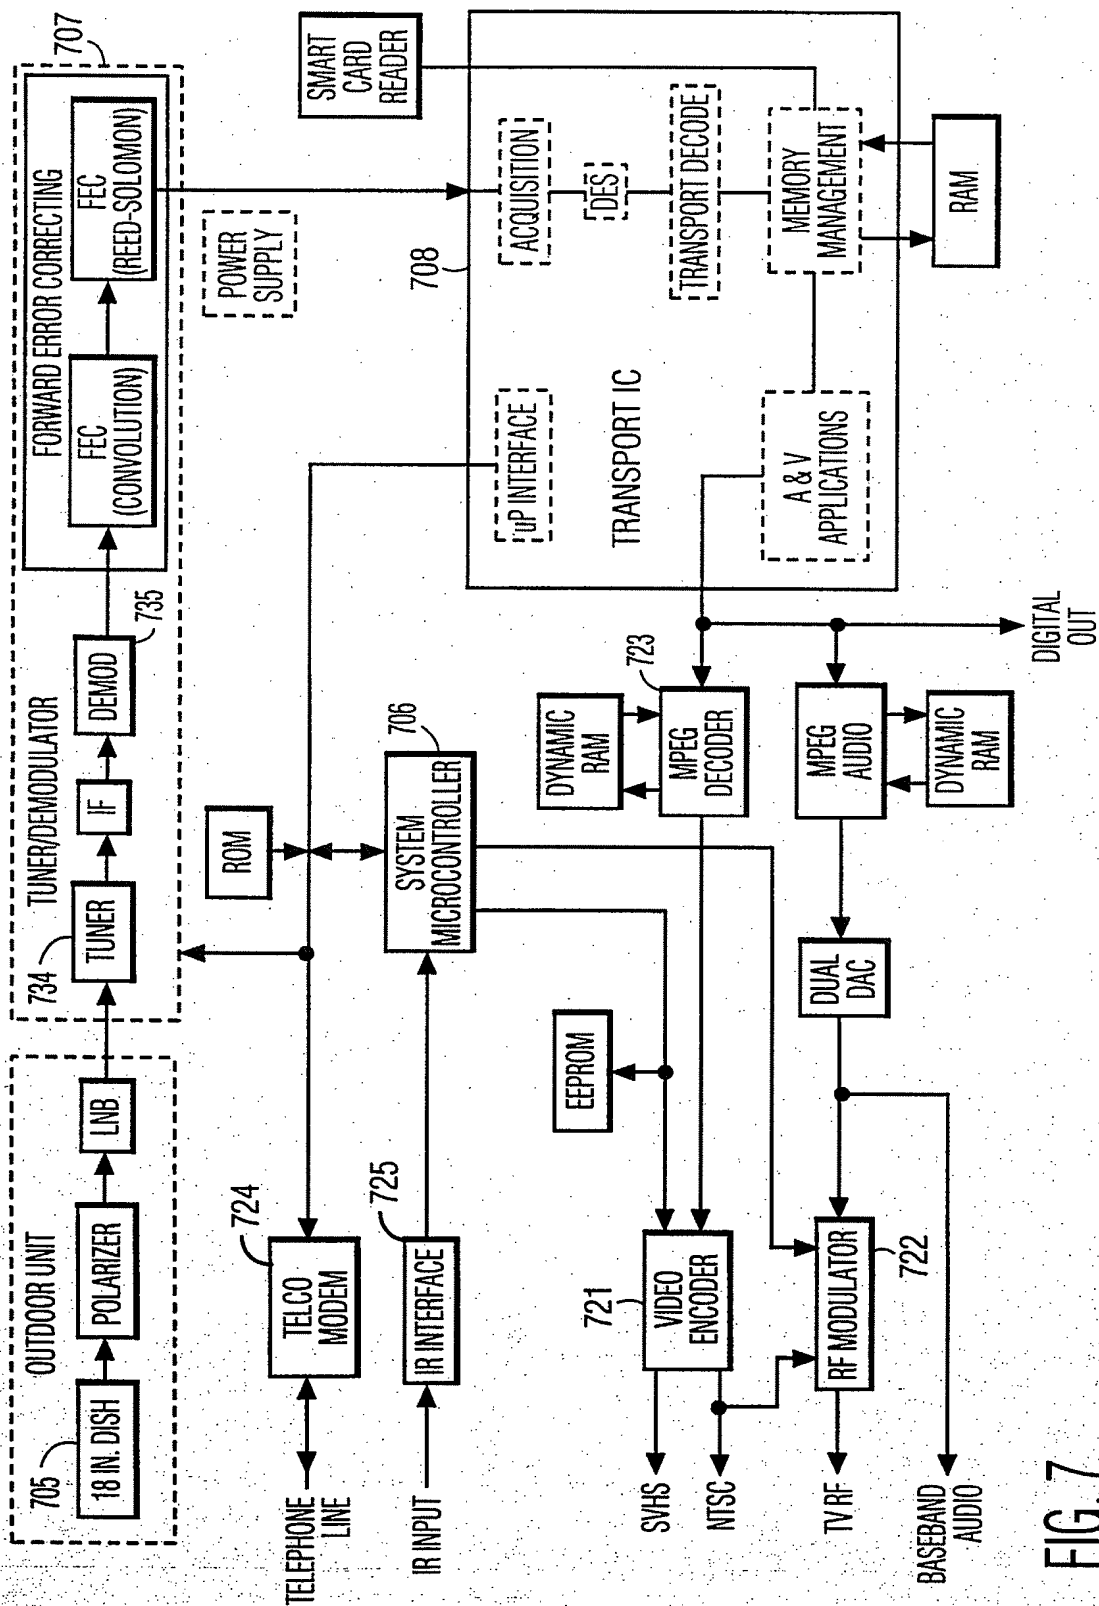 OUTDOOR UNIT
705
18 IN. DISH
POLARIZER
LNB
TUNER/DEMODULATOR
734
TUNER
IF
DEMOD
735
FORWARD ERROR CORRECTING
FEC
(CONVOLUTION)
FEC
(REED-SOLOMON)
707
TELEPHONE
LINE
TELCO
MODEM
724
ROM
POWER
SUPPLY
SMART
CARD
READER
IR INPUT
IR INTERFACE
725
SYSTEM
MICROCONTROLLER
706
708
uP INTERFACE
ACQUISITION
DES
TRANSPORT IC
TRANSPORT DECODE
A & V
APPLICATIONS
MEMORY
MANAGEMENT
RAM
EEPROM
DYNAMIC
RAM
MPEG
DECODER
723
SVHS
NTSC
721
VIDEO
ENCODER
TV RF
RF MODULATOR
722
DUAL
DAC
MPEG
AUDIO
DYNAMIC
RAM
BASEBAND
AUDIO
DIGITAL
OUT
FIG. 7